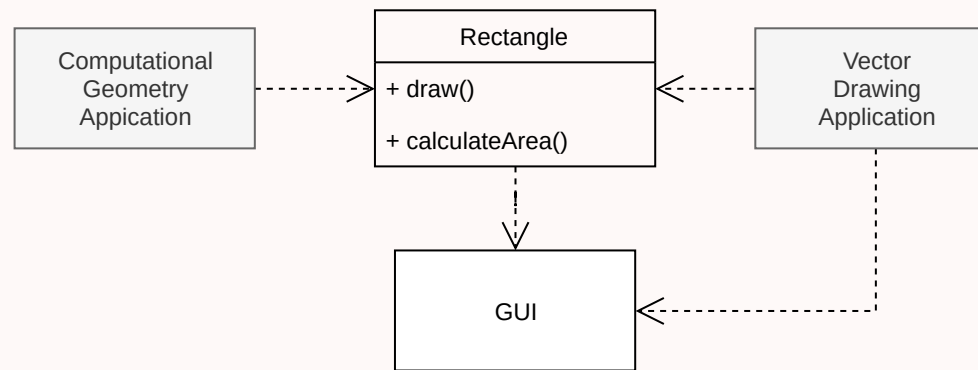 Computational
Geometry
Appication
Rectangle
+ draw()
+ calculateArea()
Vector
Drawing
Application
GUI